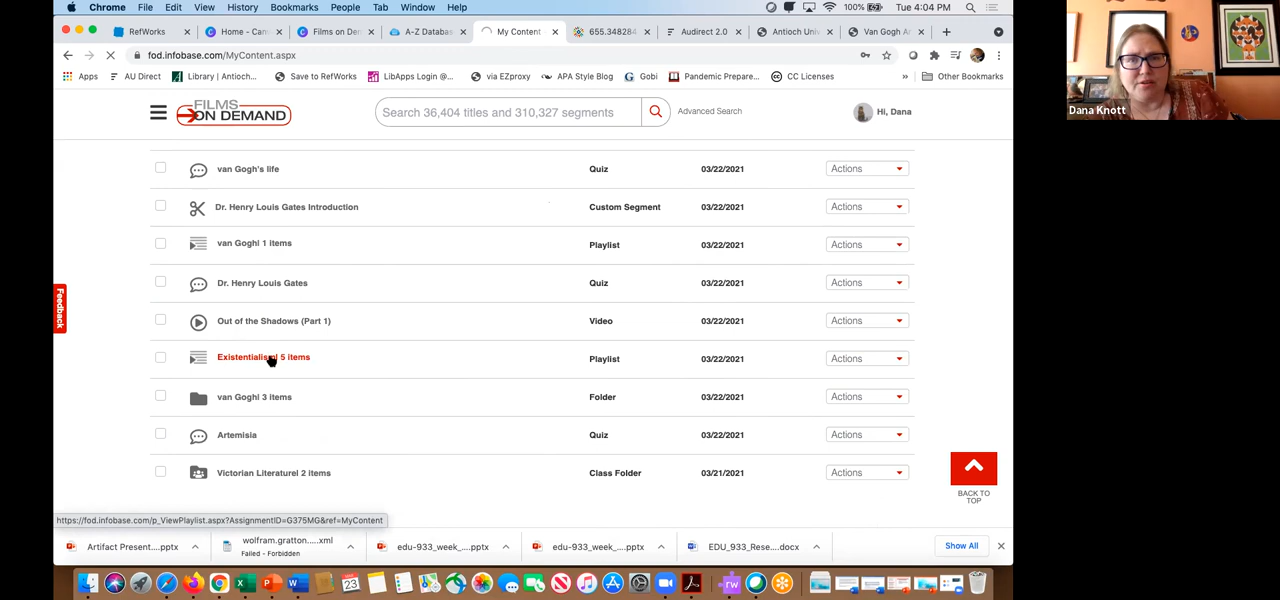 Chrome File Edit View History Bookmarks People Tab Window Help 100% Tue 4:04 PM
RefWorks Home - Can Films on Den A-Z Databas My Content 655.348284 Audirect 2.0 Antioch Univ Van Gogh A
fod.infobase.com/MyContent.aspx
Apps AU Direct Library | Antioch... Save to RefWorks LibApps Login @... via EZproxy APA Style Blog Gobi Pandemic Prepare... CC Licenses » Other Bookmarks
FILMS ON DEMAND
Search 36,404 titles and 310,327 segments
Advanced Search
Hi, Dana
Dana Knott
van Gogh's life Quiz 03/22/2021 Actions
Dr. Henry Louis Gates Introduction Custom Segment 03/22/2021 Actions
van Gogh| 1 items Playlist 03/22/2021 Actions
Dr. Henry Louis Gates Quiz 03/22/2021 Actions
Out of the Shadows (Part 1) Video 03/22/2021 Actions
Existentialism| 5 items Playlist 03/22/2021 Actions
van Gogh| 3 items Folder 03/22/2021 Actions
Artemisia Quiz 03/22/2021 Actions
Victorian Literature| 2 items Class Folder 03/21/2021 Actions
Feedback
BACK TO
TOP
https://fod.infobase.com/p_ViewPlaylist.aspx?AssignmentID=G375MG&ref=MyContent
Artifact Present....pptx wolfram.gratton.....xml edu-933_week_....pptx edu-933_week_....pptx EDU_933_Rese....docx Show All
Failed - Forbidden